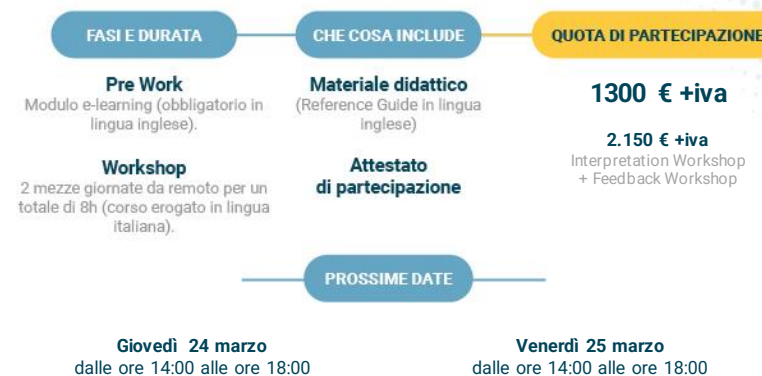 FASI E DURATA
CHE COSA INCLUDE
QUOTA DI PARTECIPAZIONE
Pre Work
Modulo e-learning (obbligatorio in
lingua inglese).
Workshop
2 mezze giornate da remoto per un
totale di 8h (corso erogato in lingua
italiana).
Materiale didattico
(Reference Guide in lingua
inglese)
Attestato
di partecipazione
1300 € +iva
2.150 € +iva
Interpretation Workshop
+ Feedback Workshop
PROSSIME DATE
Giovedì 24 marzo
dalle ore 14:00 alle ore 18:00
Venerdì 25 marzo
dalle ore 14:00 alle ore 18:00